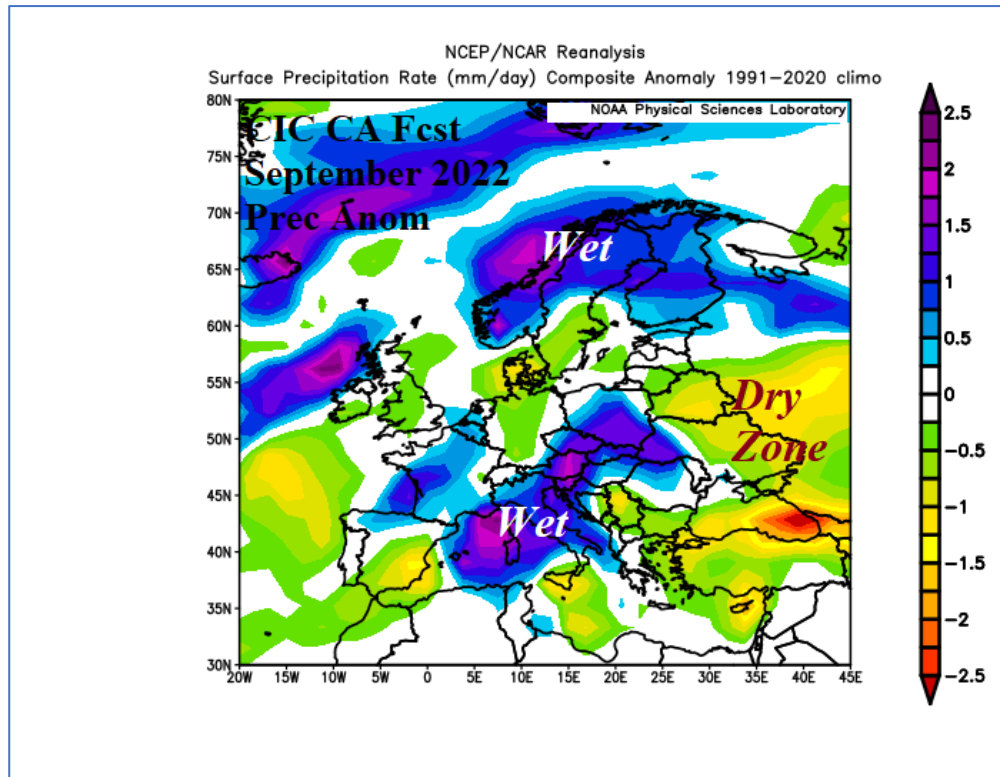 NCEP/NCAR Reanalysis
Surface Precipitation Rate (mm/day) Composite Anomaly 1991-2020 climo
NOAA Physical Sciences Laboratory
CIC CA Fcst
September 2022
Prec Anom
Wet
Dry
Zone
Wet
80N
75N
70N
65N
60N
55N
50N
45N
40N
35N
30N
20W 15W 10W 5W 0 5E 10E 15E 20E 25E 30E 35E 40E 45E
2.5
2
1.5
1
0.5
0
-0.5
-1
-1.5
-2
-2.5